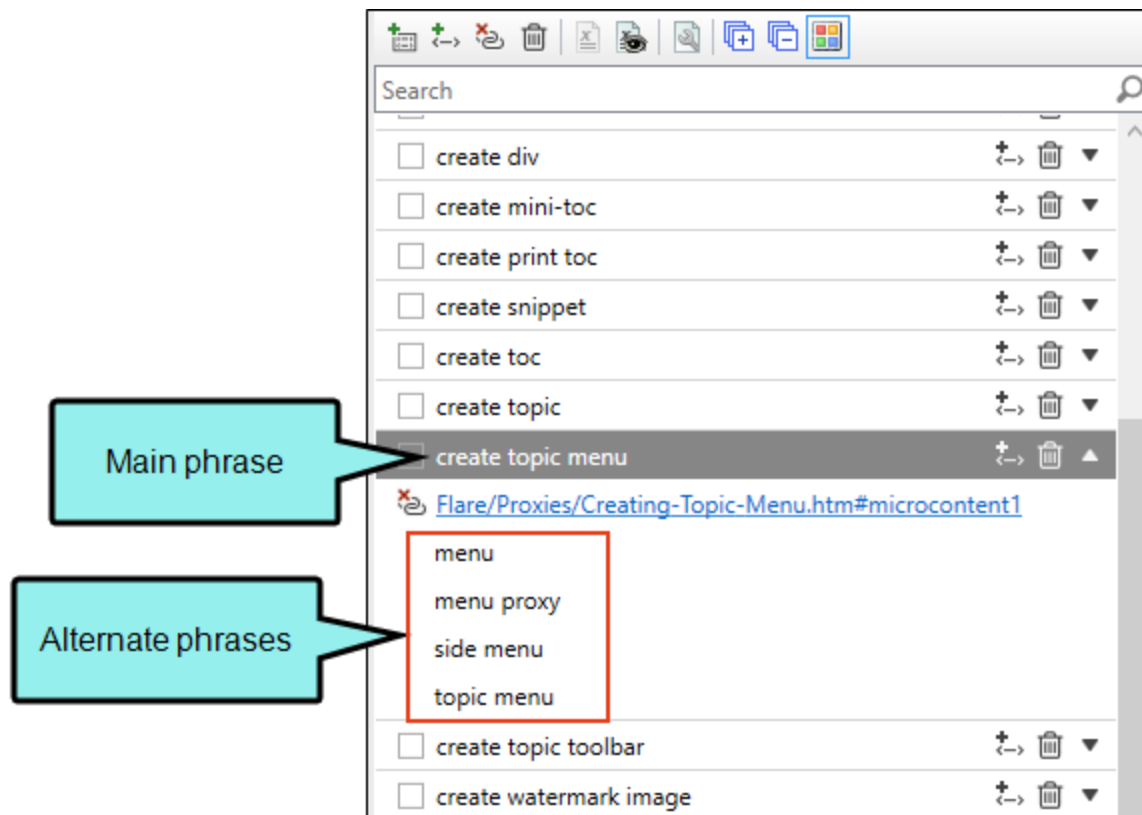 Search
create div
create mini-toc
create print toc
create snippet
create toc
create topic
Main phrase
create topic menu
Flare/Proxies/Creating-Topic-Menu.htm#microcontent1
menu
menu proxy
Alternate phrases
side menu
topic menu
create topic toolbar
create watermark image